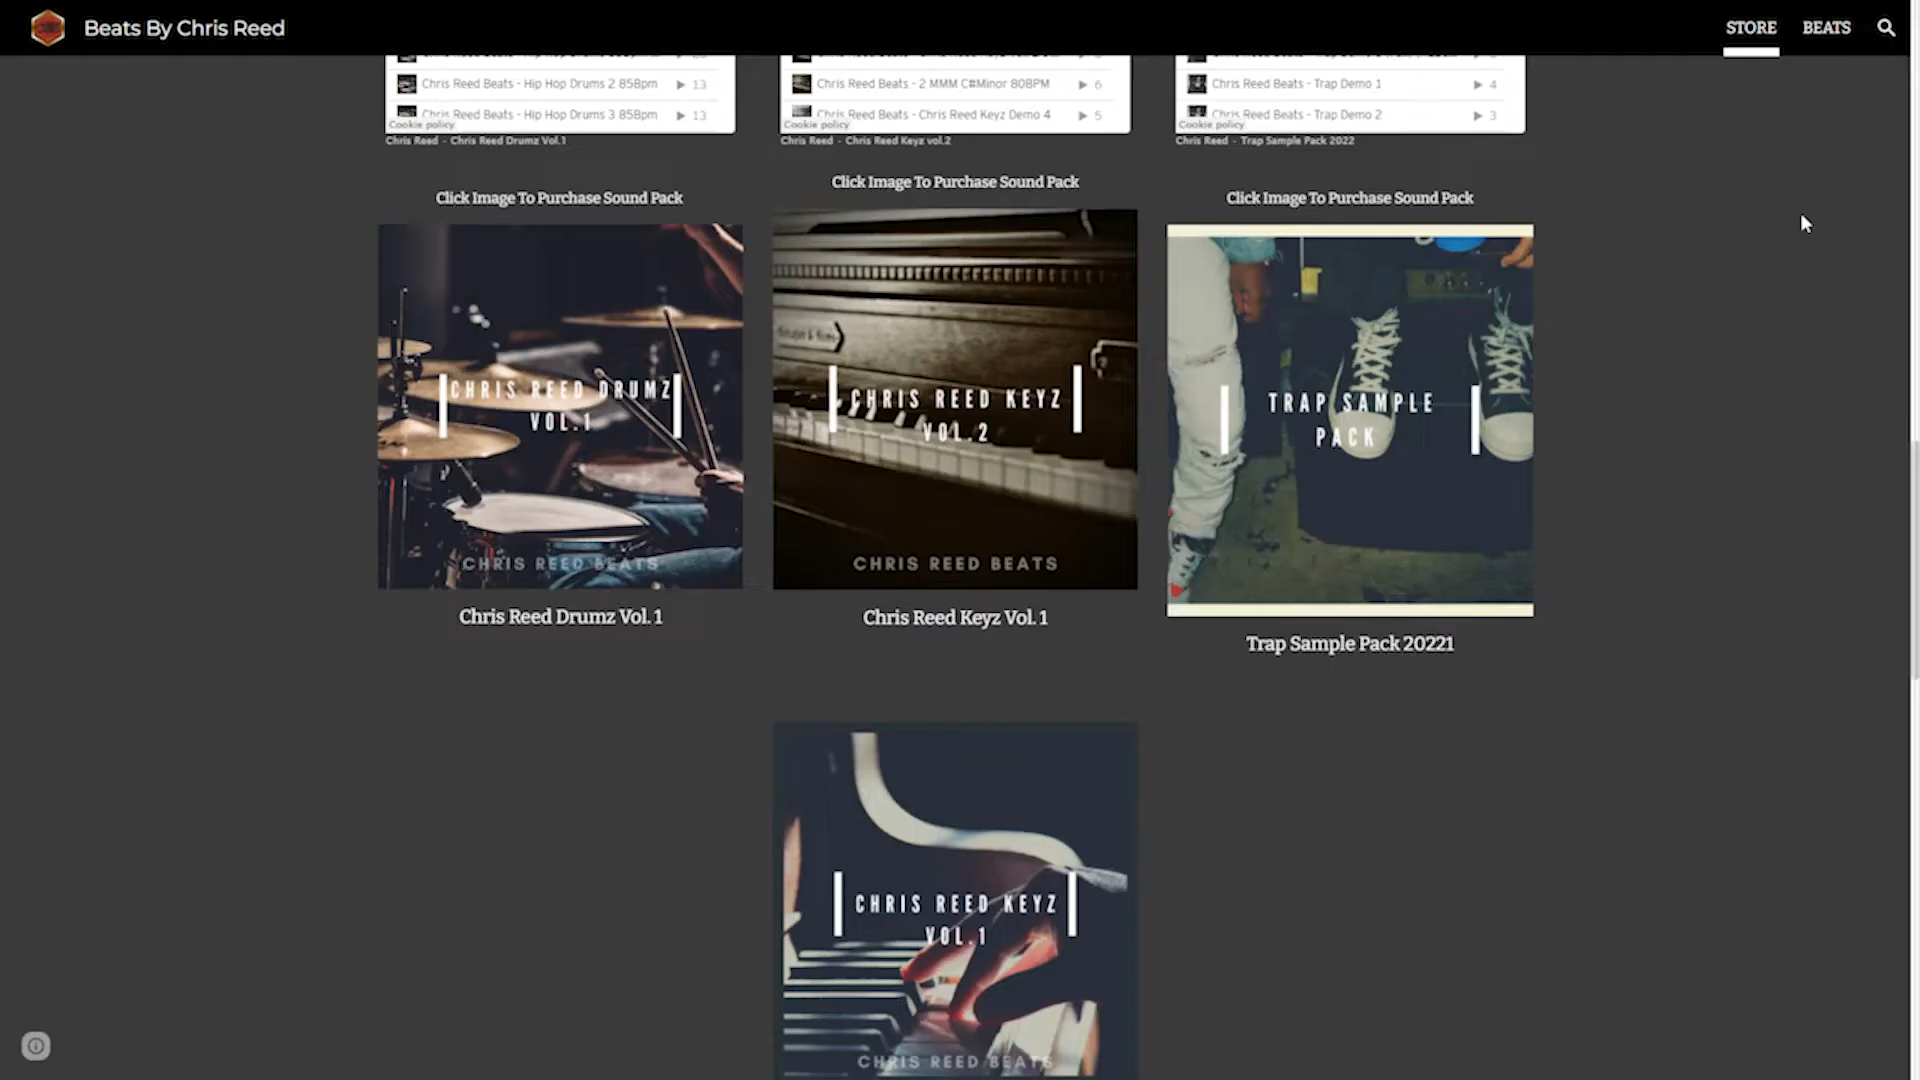 Beats By Chris Reed
STORE
BEATS
Chris Reed Beats - Hip Hop Drums 2 85Bpm
13
Chris Reed Beats - Hip Hop Drums 3 85Bpm
13
Cookie policy
Chris Reed - Chris Reed Drumz Vol.1
Chris Reed Beats - 2 MMM C#Minor 80BPM
6
Chris Reed Beats - Chris Reed Keyz Demo 4
5
Cookie policy
Chris Reed - Chris Reed Keyz vol.2
Chris Reed Beats - Trap Demo 1
4
Chris Reed Beats - Trap Demo 2
3
Cookie policy
Chris Reed - Trap Sample Pack 2022
Click Image To Purchase Sound Pack
CHRIS REED DRUMZ
VOL.1
CHRIS REED BEATS
Chris Reed Drumz Vol. 1
Click Image To Purchase Sound Pack
CHRIS REED KEYZ
VOL.2
CHRIS REED BEATS
Chris Reed Keyz Vol. 1
Click Image To Purchase Sound Pack
TRAP SAMPLE
PACK
Trap Sample Pack 20221
CHRIS REED KEYZ
VOL.1
CHRIS REED BEATS